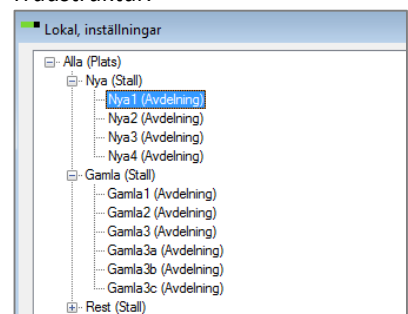 Lokal, inställningar
Alla (Plats)
Nya (Stall)
Nya1 (Avdelning)
Nya2 (Avdelning)
Nya3 (Avdelning)
Nya4 (Avdelning)
Gamla (Stall)
Gamla1 (Avdelning)
Gamla2 (Avdelning)
Gamla3 (Avdelning)
Gamla3a (Avdelning)
Gamla3b (Avdelning)
Gamla3c (Avdelning)
Rest (Stall)